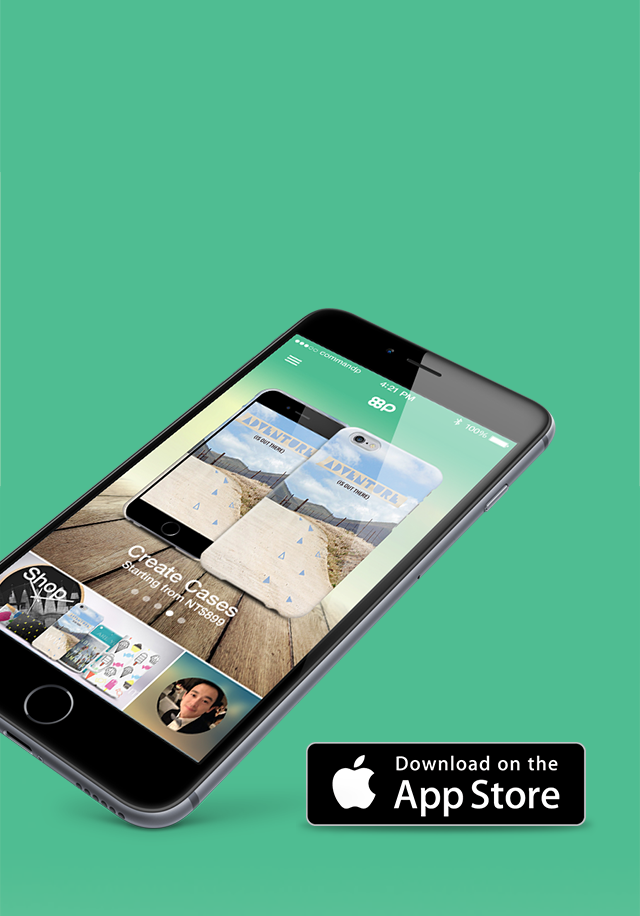 commandp
4:21 PM
100%
ADVENTURE
(IS OUT THERE)
ADVENTURE
(IS OUT THERE)
Create Cases
Starting from NT$899
Shop
Download on the
App Store